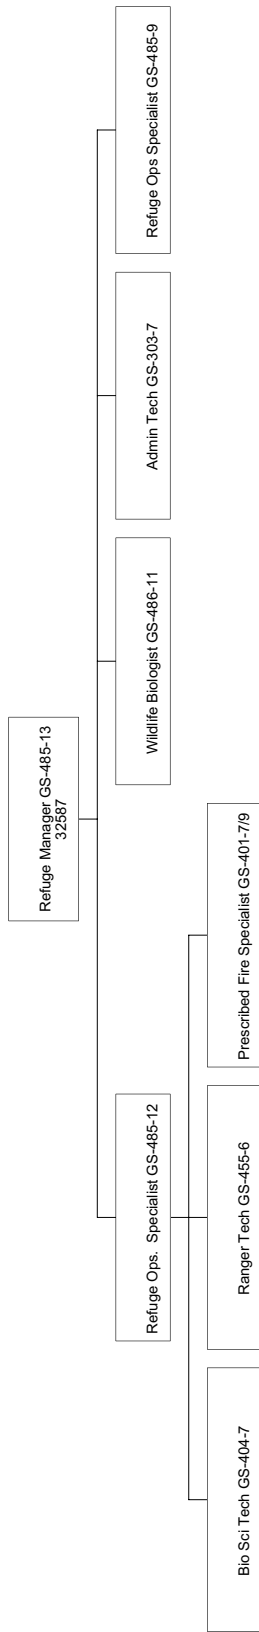 Refuge Manager GS-485-13
32587
Refuge Ops.  Specialist GS-485-12
Wildlife Biologist GS-486-11
Admin Tech GS-303-7
Refuge Ops Specialist GS-485-9
Bio Sci Tech GS-404-7
Ranger Tech GS-455-6
Prescribed Fire Specialist GS-401-7/9